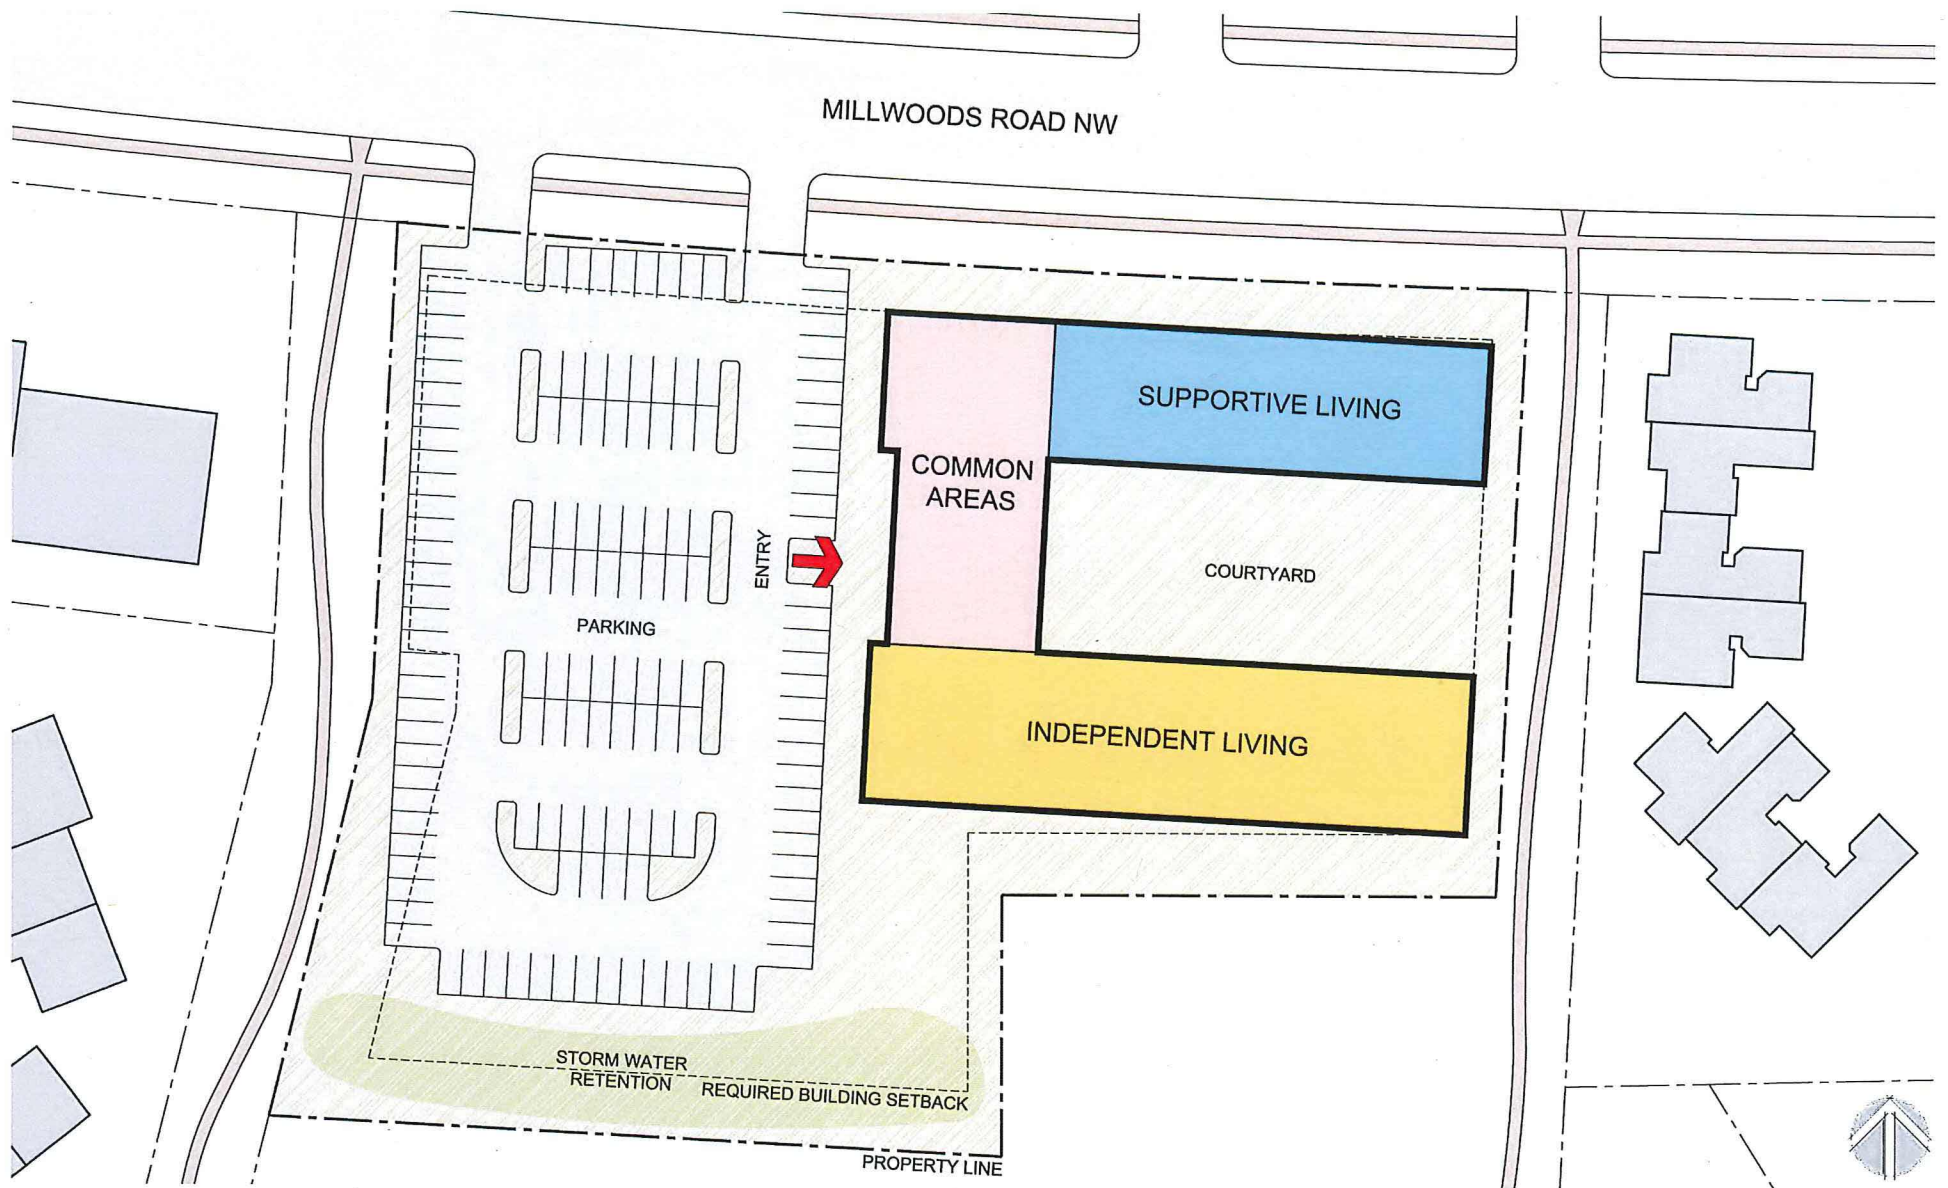 MILLWOODS ROAD NW
SUPPORTIVE LIVING
COMMON
AREAS
ENTRY
COURTYARD
PARKING
INDEPENDENT LIVING
STORM WATER
RETENTION
REQUIRED BUILDING SETBACK
PROPERTY LINE